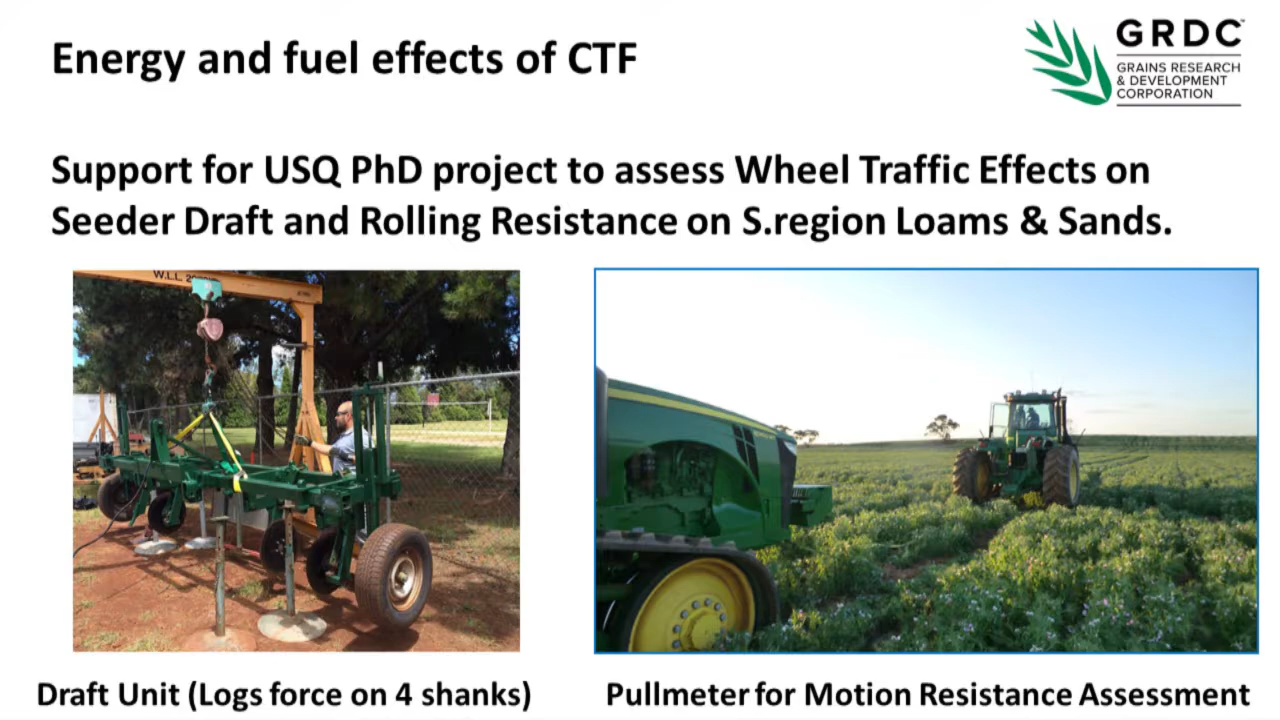 Energy and fuel effects of CTF
GRDC™
GRAINS RESEARCH
& DEVELOPMENT
CORPORATION
Support for USQ PhD project to assess Wheel Traffic Effects on
Seeder Draft and Rolling Resistance on S.region Loams & Sands.
W.L.L.
Draft Unit (Logs force on 4 shanks)
Pullmeter for Motion Resistance Assessment